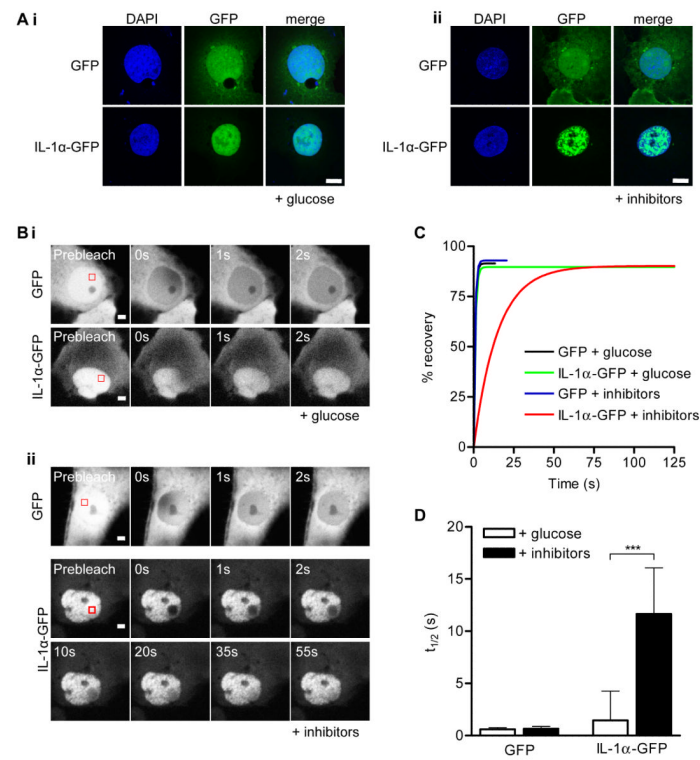 A i
DAPI GFP merge
GFP
IL-1α-GFP
+ glucose
ii
DAPI GFP merge
GFP
IL-1α-GFP
+ inhibitors
B i
Prebleach 0s 1s 2s
GFP
Prebleach 0s 1s 2s
IL-1α-GFP
+ glucose
ii
Prebleach 0s 1s 2s
GFP
Prebleach 0s 1s 2s
IL-1α-GFP
10s 20s 35s 55s
+ inhibitors
C
100
75
50
25
0
% recovery
GFP + glucose
IL-1α-GFP + glucose
GFP + inhibitors
IL-1α-GFP + inhibitors
0 25 50 75 100 125
Time (s)
D
+ glucose
+ inhibitors
***
20
15
10
5
0
t1/2 (s)
GFP IL-1α-GFP